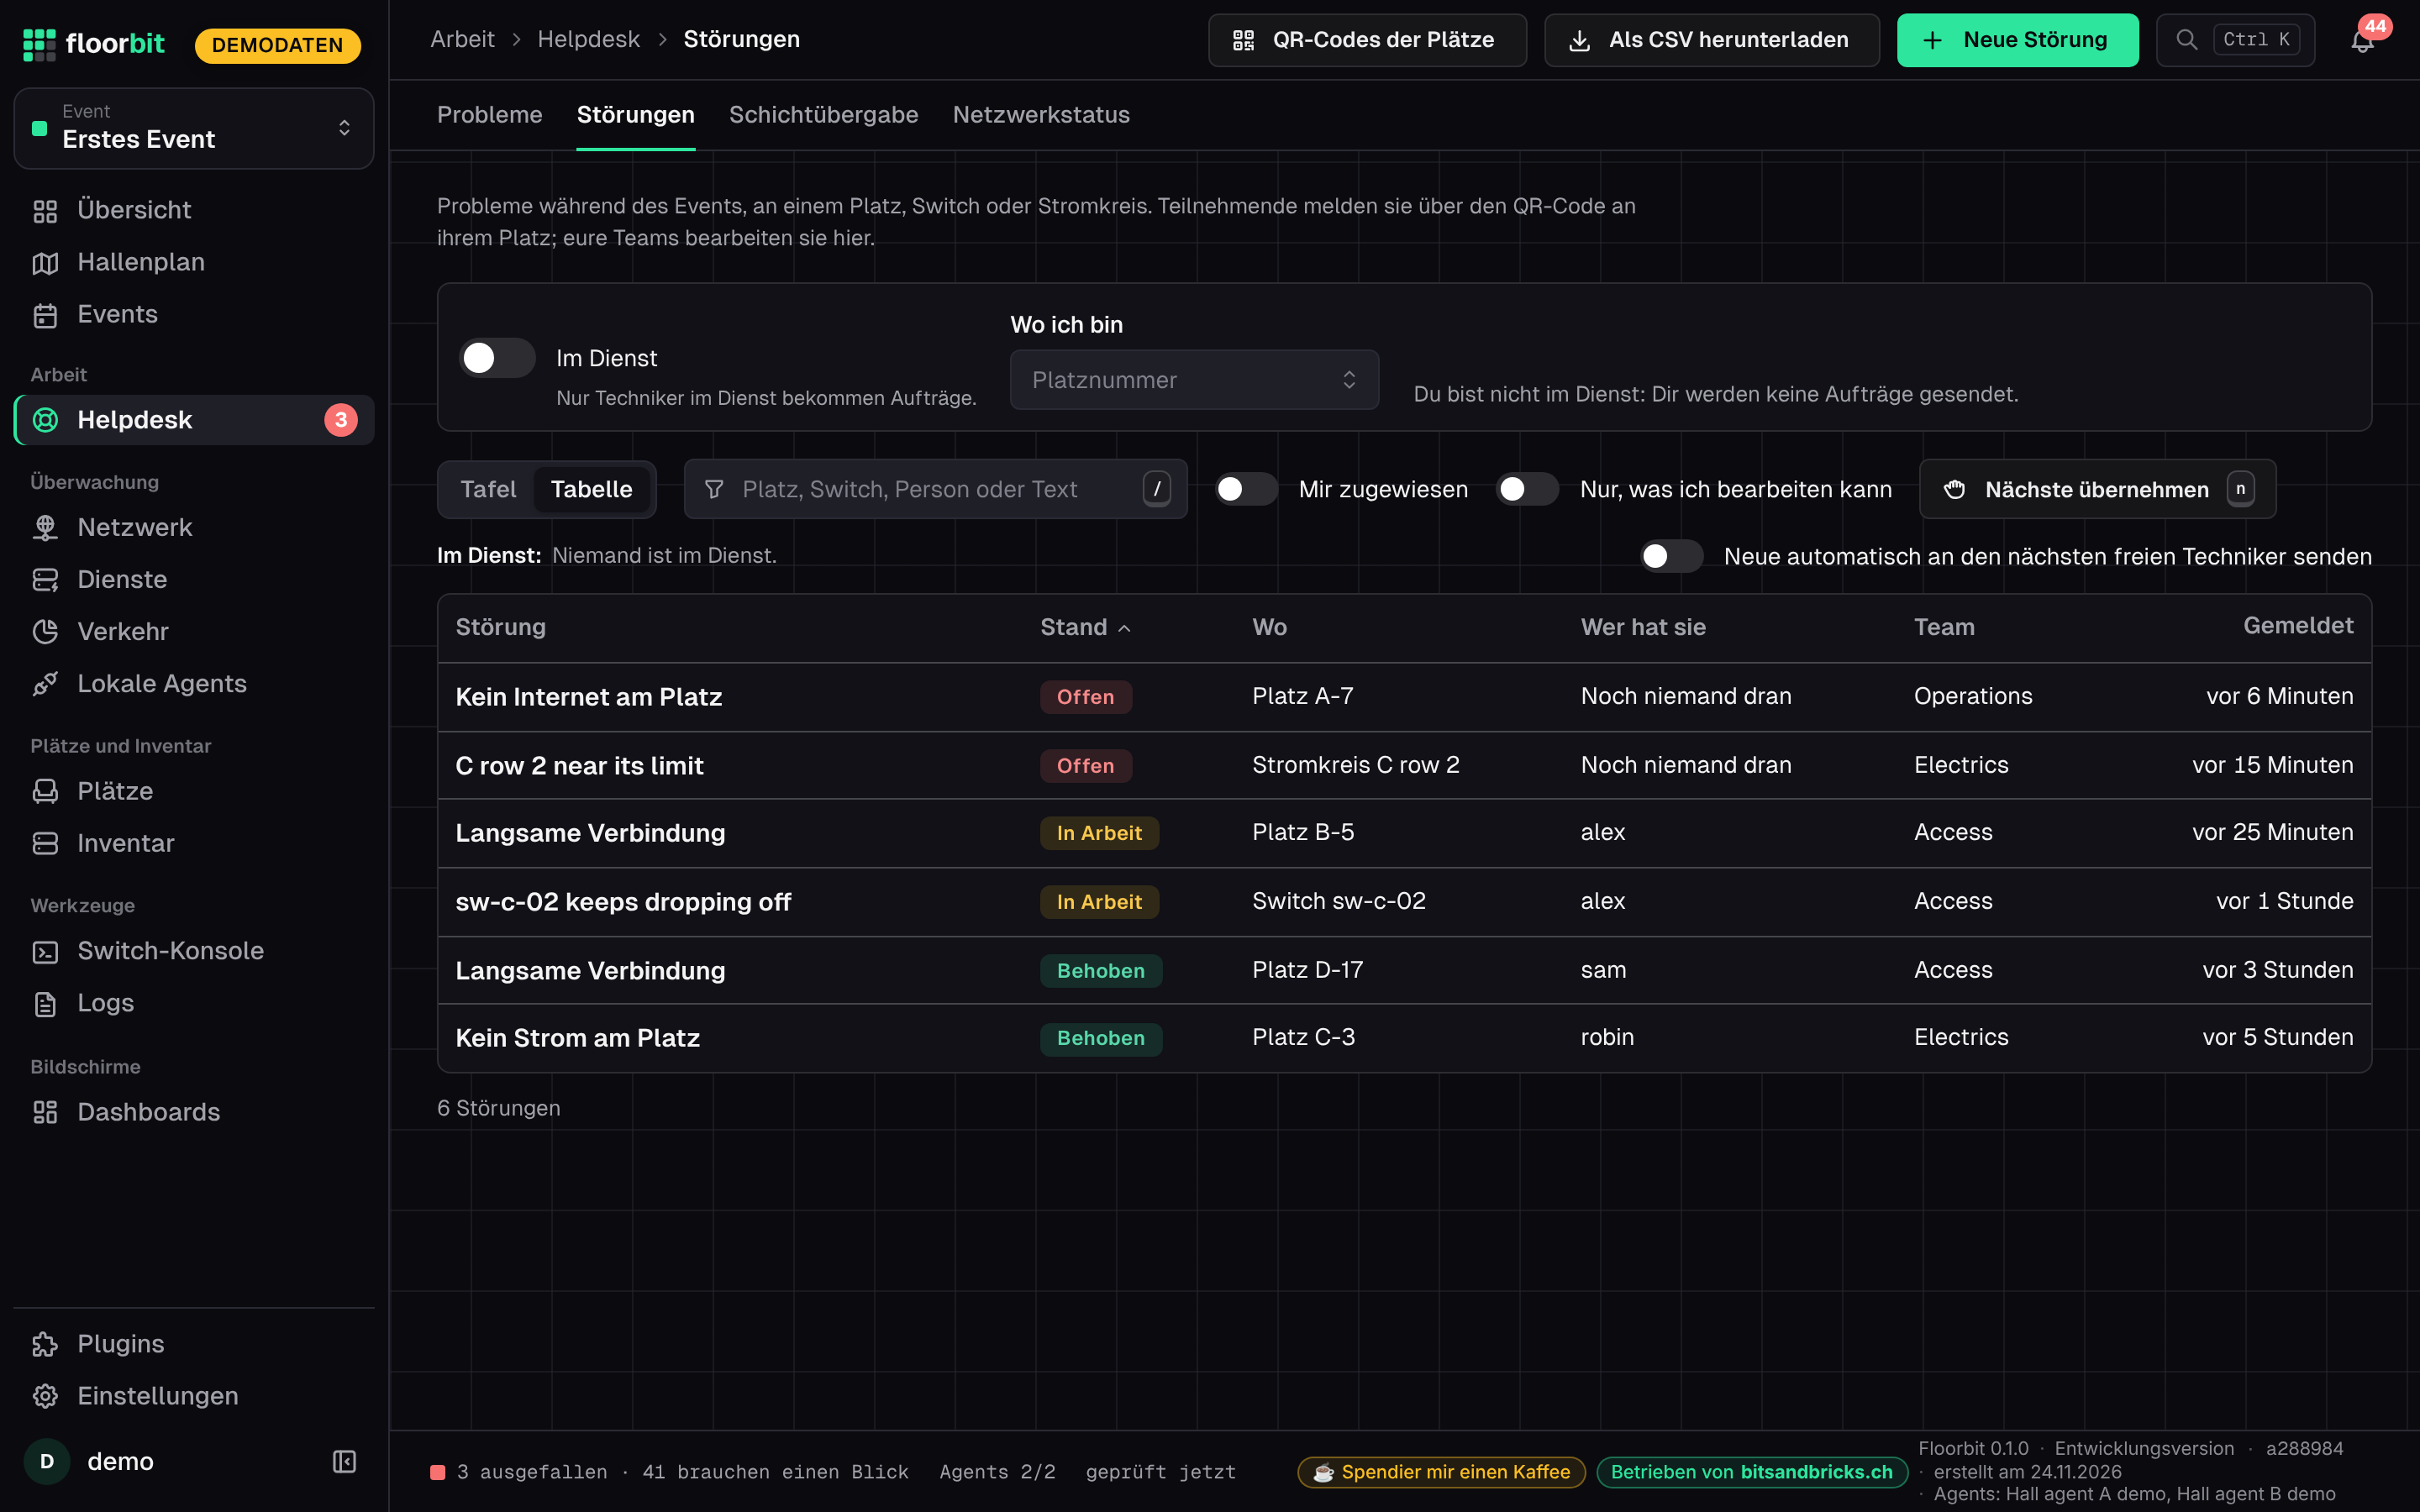 floorbit DEMODATEN
Event
Erstes Event
Übersicht
Hallenplan
Events
Arbeit
Helpdesk 3
Überwachung
Netzwerk
Dienste
Verkehr
Lokale Agents
Plätze und Inventar
Plätze
Inventar
Werkzeuge
Switch-Konsole
Logs
Bildschirme
Dashboards
Plugins
Einstellungen
D demo
Arbeit Helpdesk Störungen
QR-Codes der Plätze Als CSV herunterladen Neue Störung Ctrl K 44
Probleme Störungen Schichtübergabe Netzwerkstatus
Probleme während des Events, an einem Platz, Switch oder Stromkreis. Teilnehmende melden sie über den QR-Code an
ihrem Platz; eure Teams bearbeiten sie hier.
Im Dienst
Nur Techniker im Dienst bekommen Aufträge.
Wo ich bin
Platznummer
Du bist nicht im Dienst: Dir werden keine Aufträge gesendet.
Tafel Tabelle Platz, Switch, Person oder Text / Mir zugewiesen Nur, was ich bearbeiten kann Nächste übernehmen n
Im Dienst: Niemand ist im Dienst. Neue automatisch an den nächsten freien Techniker senden
Störung Stand Wo Wer hat sie Team Gemeldet
Kein Internet am Platz Offen Platz A-7 Noch niemand dran Operations vor 6 Minuten
C row 2 near its limit Offen Stromkreis C row 2 Noch niemand dran Electrics vor 15 Minuten
Langsame Verbindung In Arbeit Platz B-5 alex Access vor 25 Minuten
sw-c-02 keeps dropping off In Arbeit Switch sw-c-02 alex Access vor 1 Stunde
Langsame Verbindung Behoben Platz D-17 sam Access vor 3 Stunden
Kein Strom am Platz Behoben Platz C-3 robin Electrics vor 5 Stunden
6 Störungen
3 ausgefallen · 41 brauchen einen Blick Agents 2/2 geprüft jetzt
Spendier mir einen Kaffee Betrieben von bitsandbricks.ch
Floorbit 0.1.0 · Entwicklungsversion · a288984
· erstellt am 24.11.2026
· Agents: Hall agent A demo, Hall agent B demo